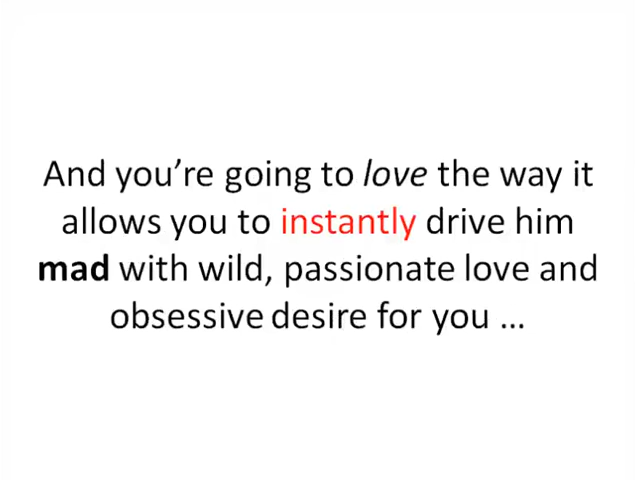 And you’re going to love the way it
allows you to instantly drive him
mad with wild, passionate love and
obsessive desire for you …